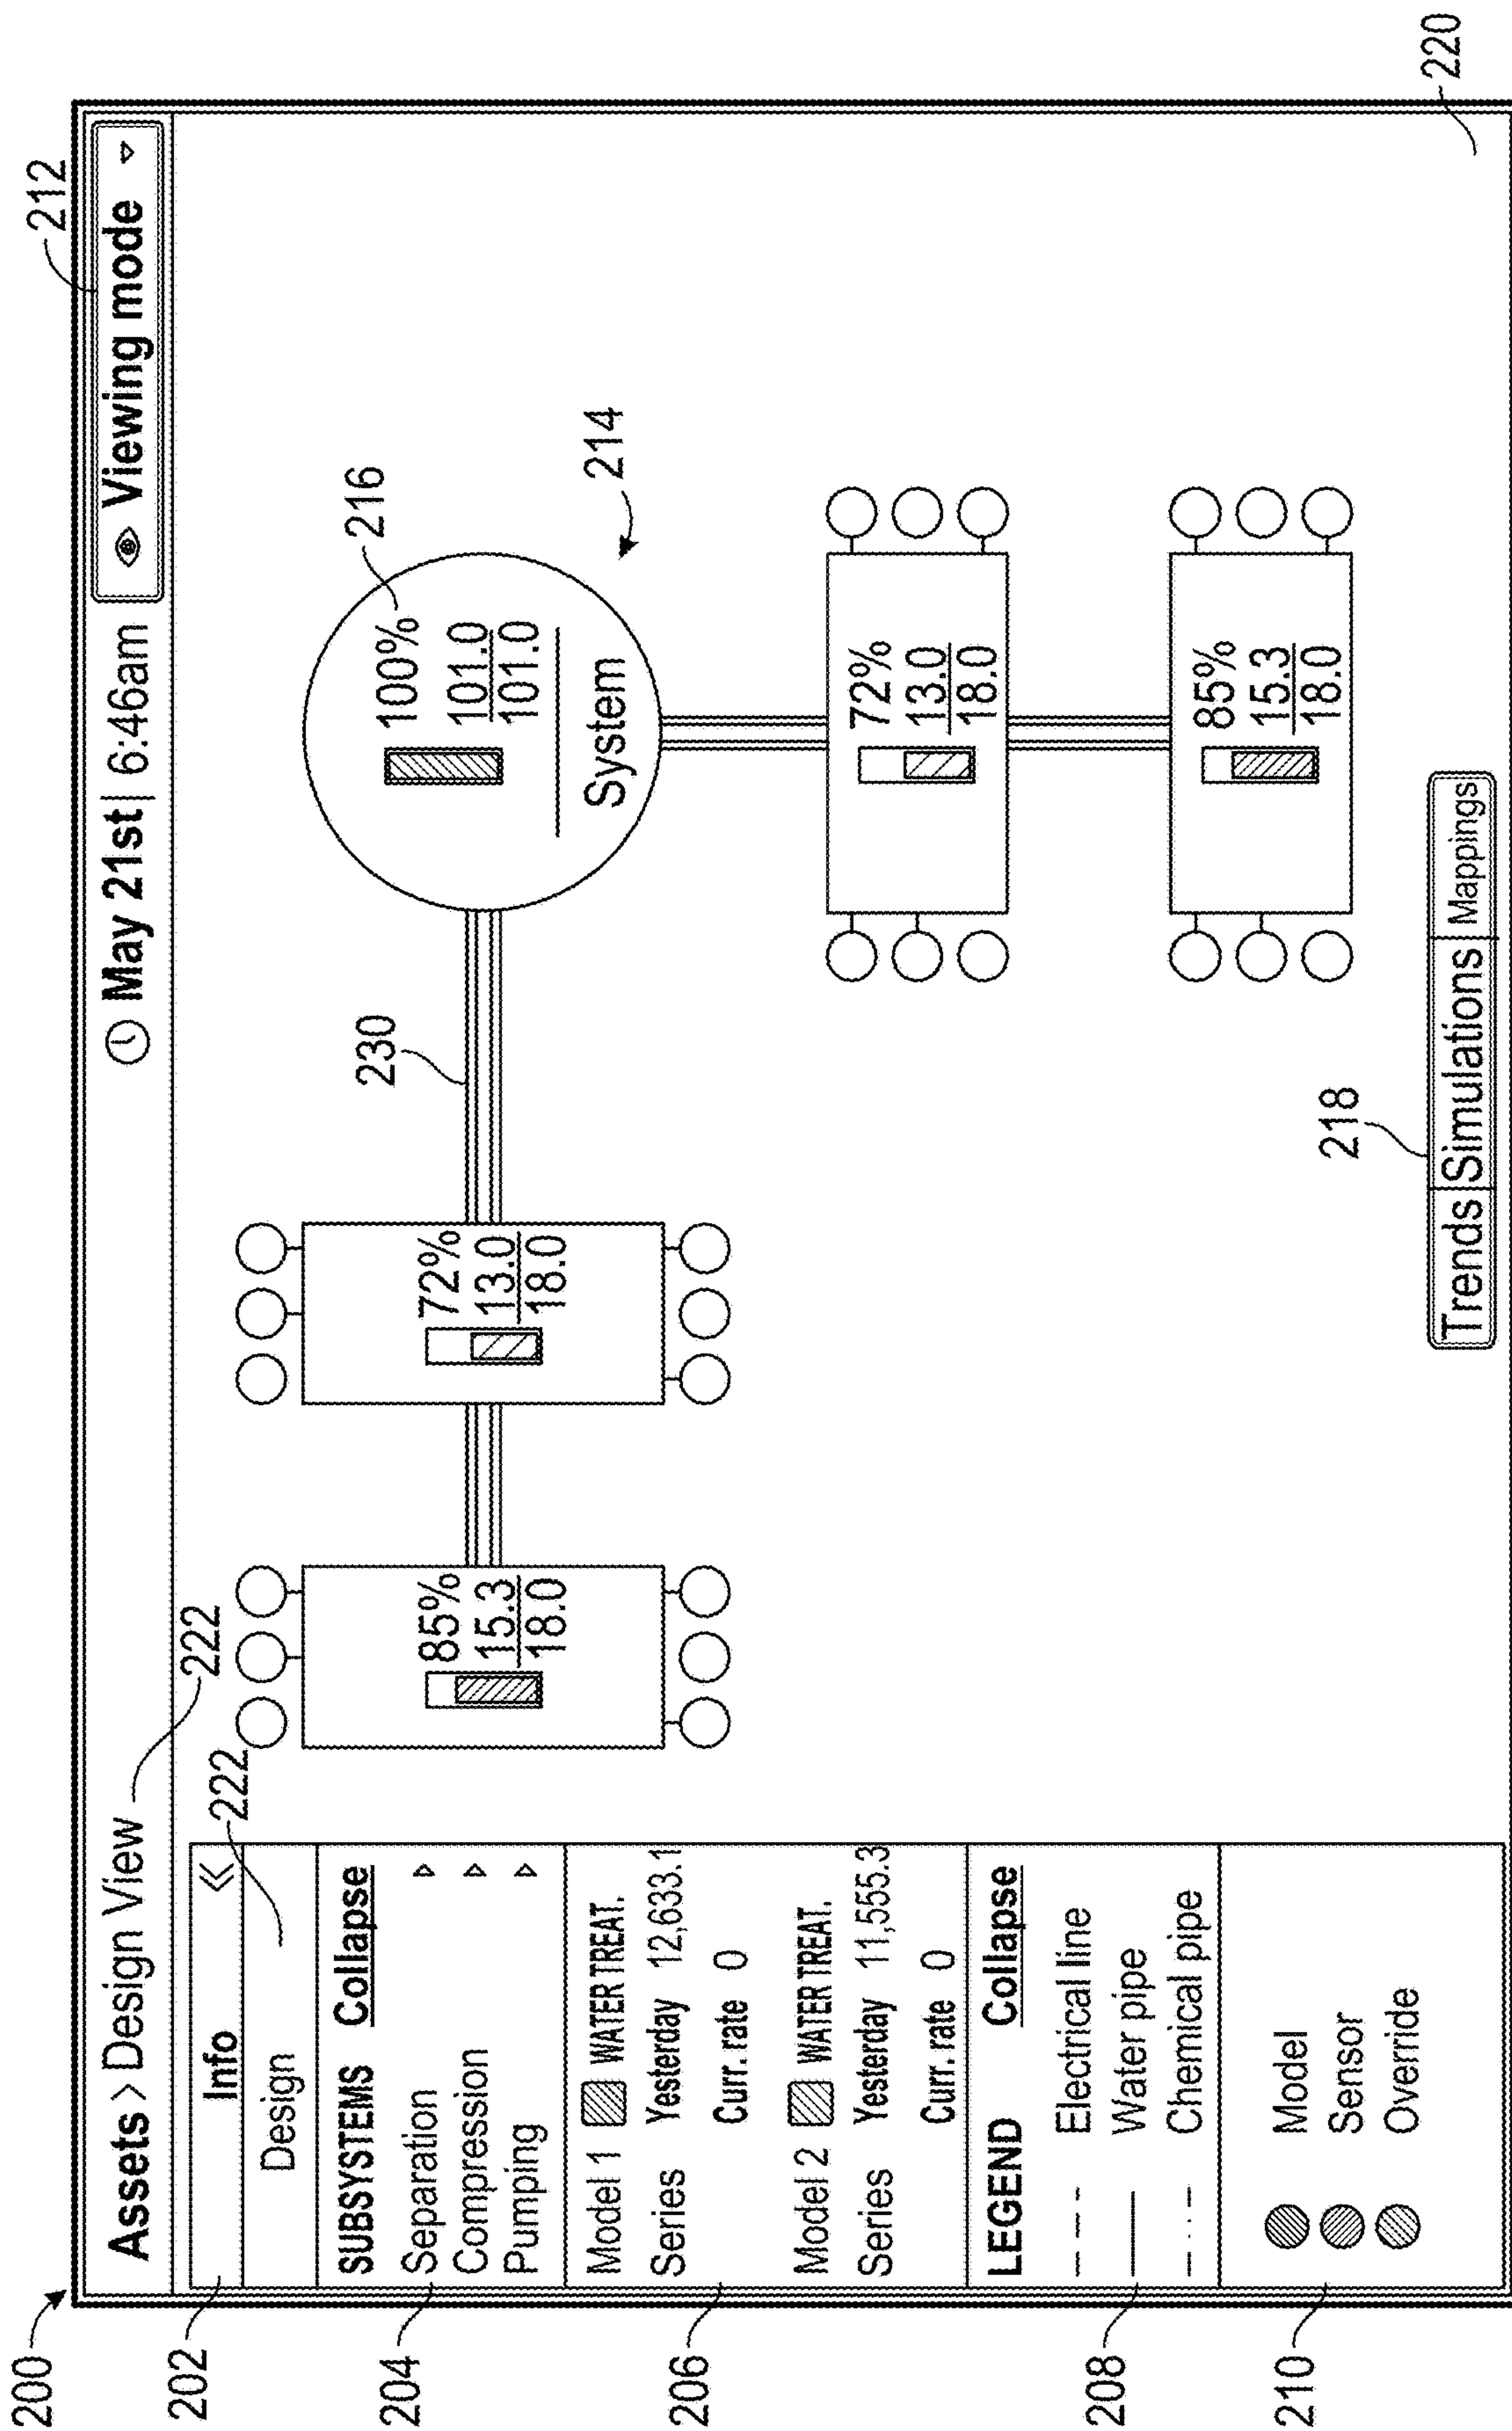 200
212
Assets > Design View
May 21st | 6:46am
Viewing mode
222
202
Info
222
Design
204
SUBSYSTEMS Collapse
Separation
Compression
Pumping
206
Model 1 WATER TREAT.
Series Yesterday 12,633.1
Curr. rate 0
Model 2 WATER TREAT.
Series Yesterday 11,555.3
Curr. rate 0
208
LEGEND Collapse
Electrical line
Water pipe
Chemical pipe
210
Model
Sensor
Override
85%
15.3
18.0
72%
13.0
18.0
230
216
100%
101.0
101.0
System
214
72%
13.0
18.0
85%
15.3
18.0
218
Trends Simulations Mappings
220